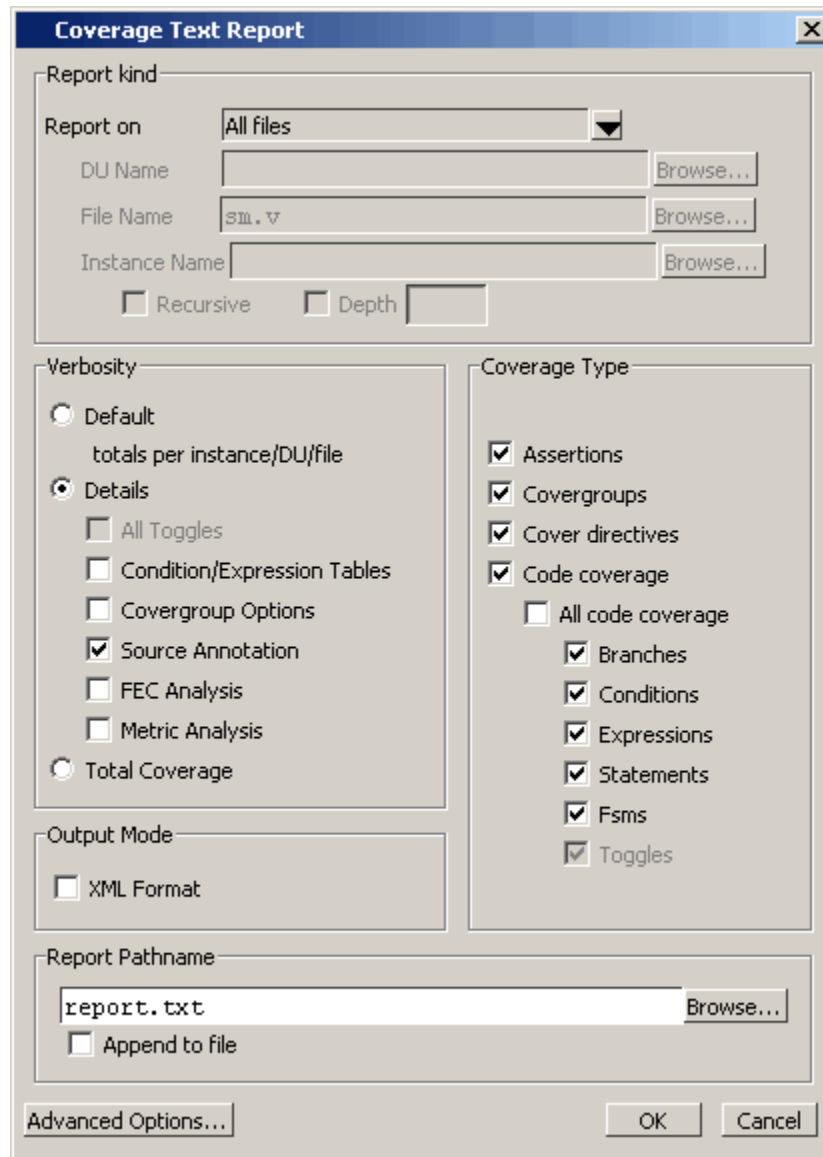 Coverage Text Report
Report kind
Report on All files
DU Name Browse...
File Name sm.v Browse...
Instance Name Browse...
Recursive Depth
Verbosity
Default
totals per instance/DU/file
Details
All Toggles
Condition/Expression Tables
Covergroup Options
Source Annotation
FEC Analysis
Metric Analysis
Total Coverage
Coverage Type
Assertions
Covergroups
Cover directives
Code coverage
All code coverage
Branches
Conditions
Expressions
Statements
Fsms
Toggles
Output Mode
XML Format
Report Pathname
report.txt Browse...
Append to file
Advanced Options... OK Cancel